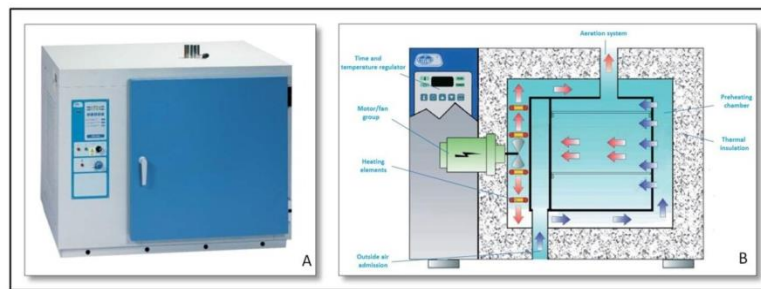 A
Aeration system
Time and
temperature regulator
Motor/fan
group
Heating
elements
Outside air
admission
Preheating
chamber
Thermal
insulation
B